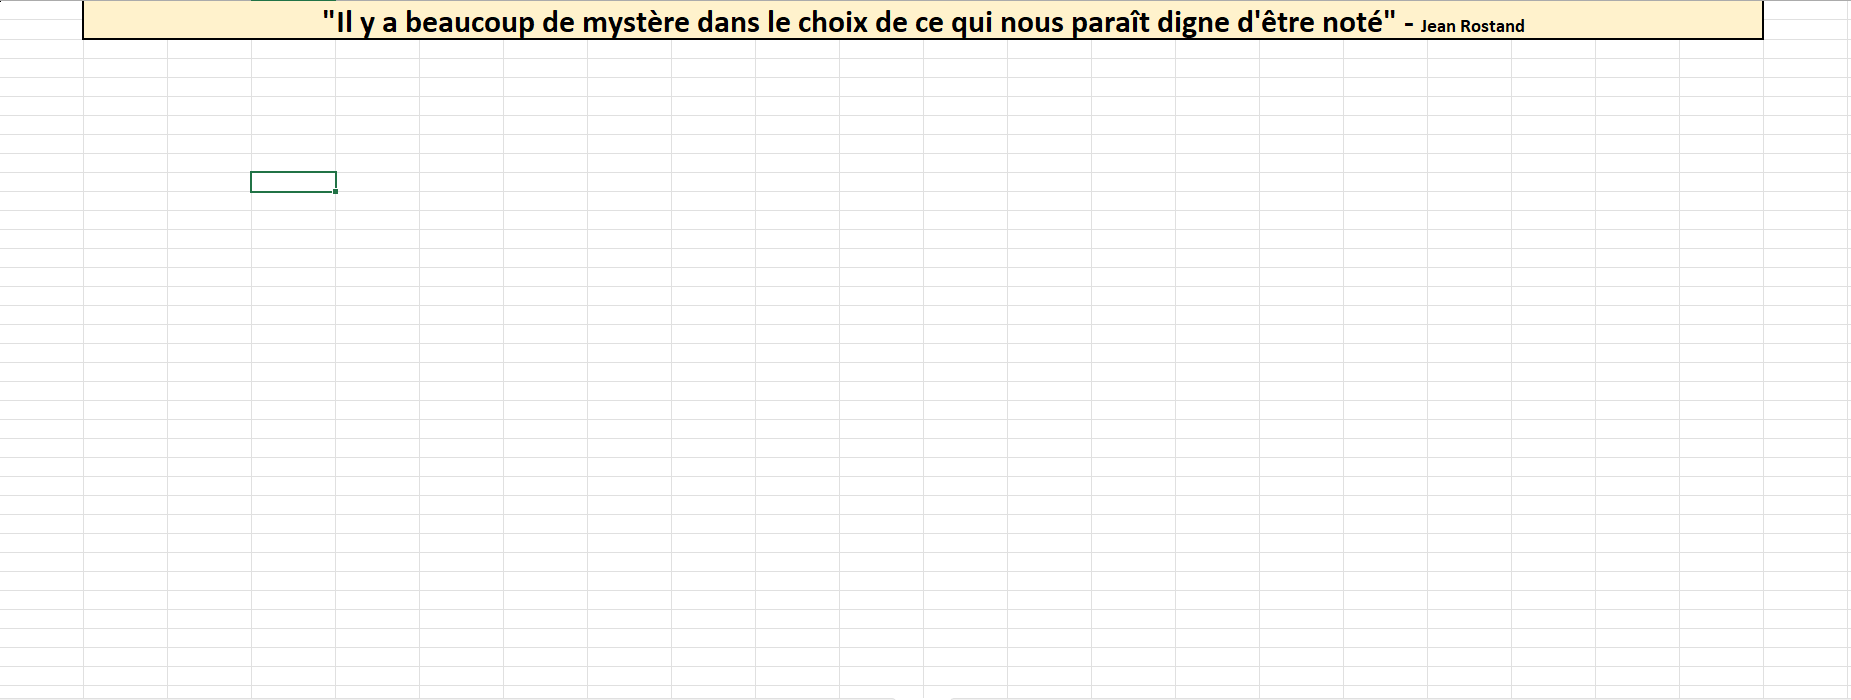 "Il y a beaucoup de mystère dans le choix de ce qui nous paraît digne d'être noté" - Jean Rostand